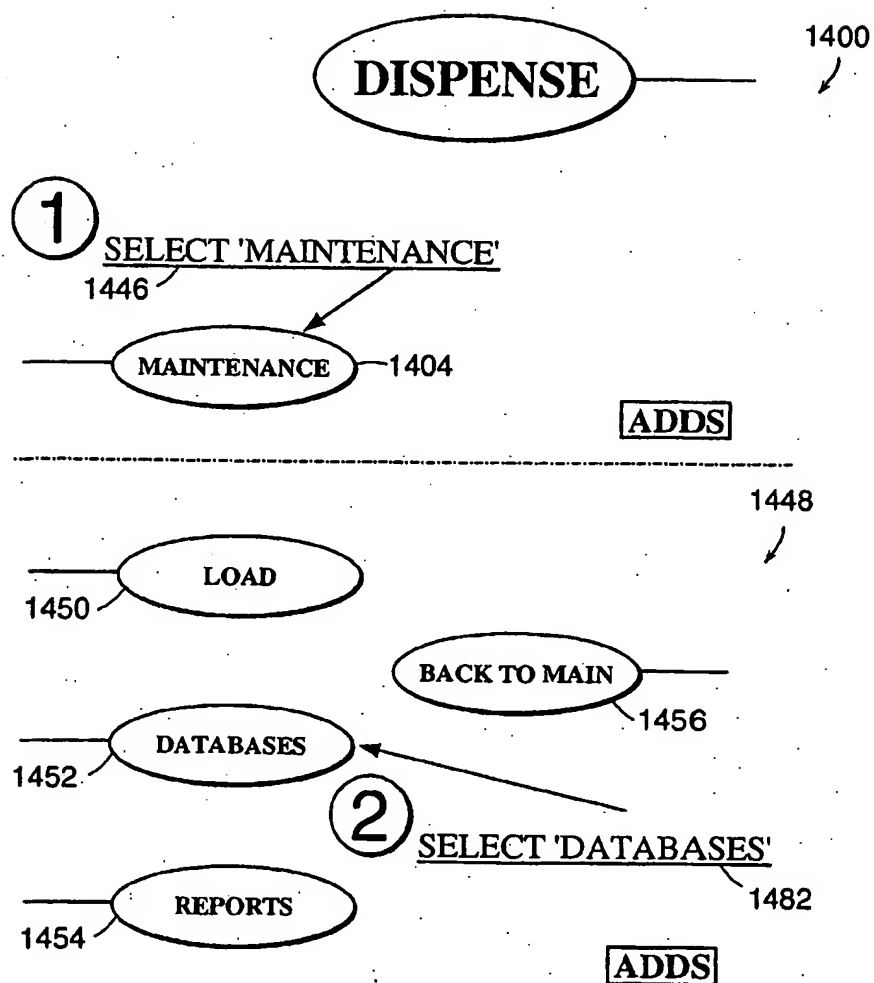 DISPENSE
1400
1
SELECT 'MAINTENANCE'
1446
MAINTENANCE
1404
ADDS
1448
LOAD
1450
BACK TO MAIN
1456
DATABASES
1452
2
SELECT 'DATABASES'
1482
REPORTS
1454
ADDS